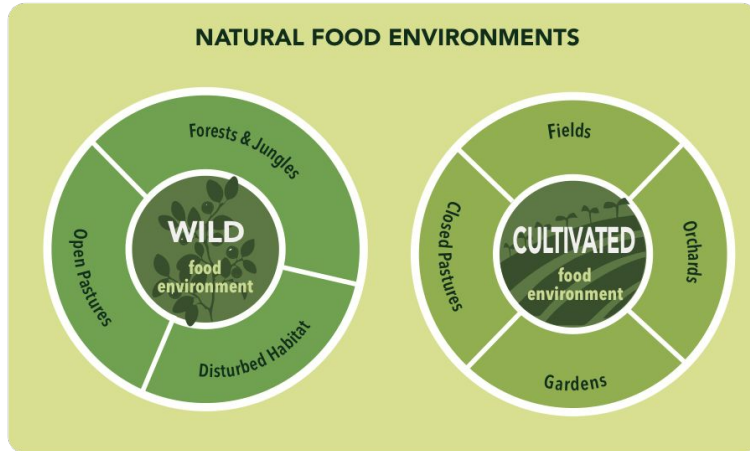 NATURAL FOOD ENVIRONMENTS
Forests & Jungles
Open Pastures
WILD
food
environment
Disturbed Habitat
Fields
Closed Pastures
CULTIVATED
food
environment
Orchards
Gardens